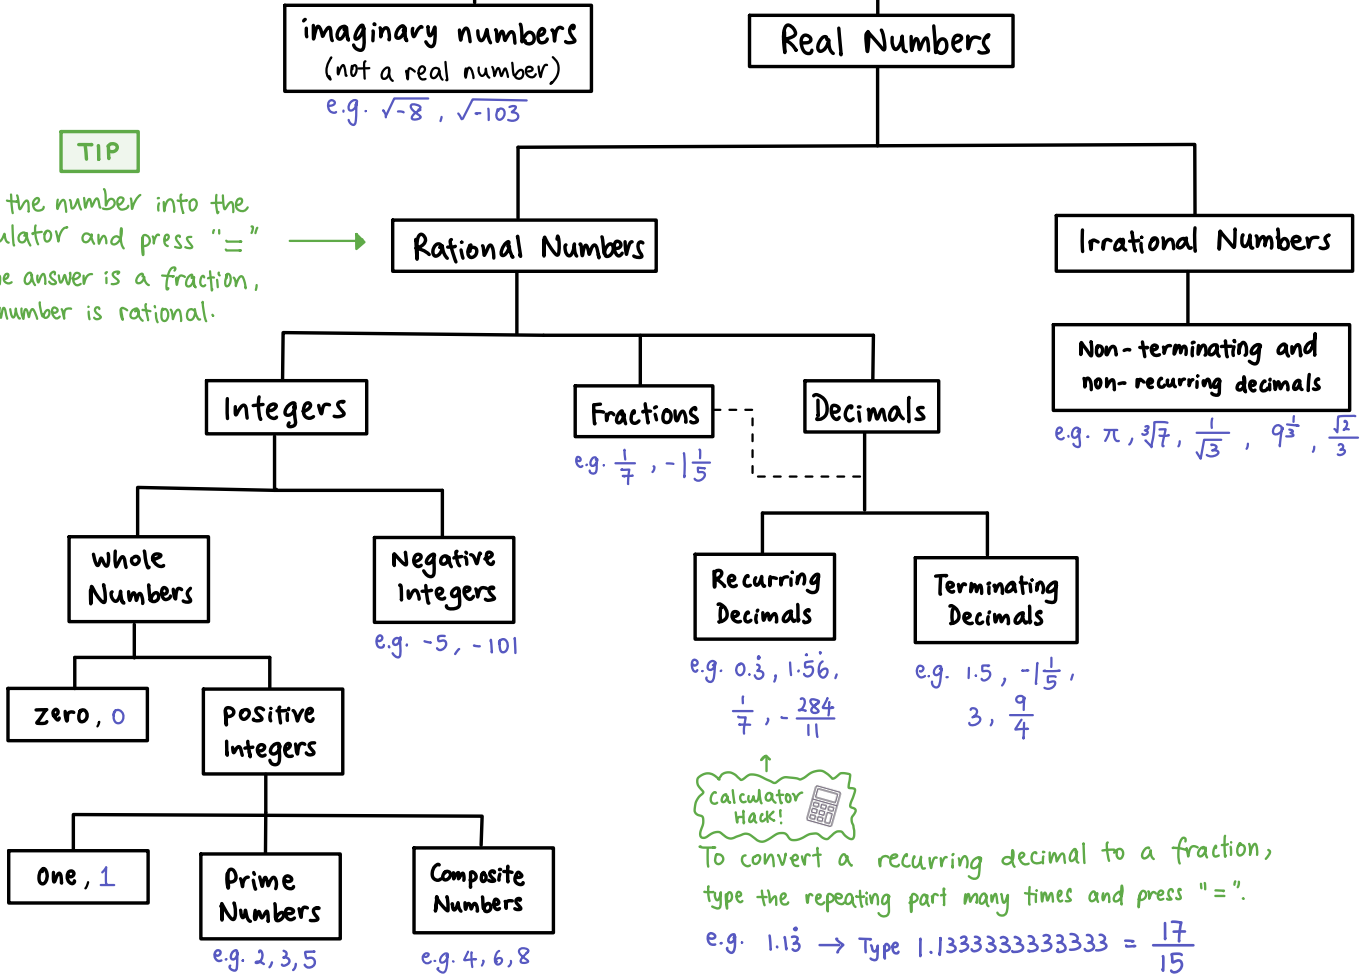 imaginary numbers
(not a real number)
e.g. √-8 , √-103
Real Numbers
TIP
the number into the
ulator and press "="
answer is a fraction,
number is rational.
Rational Numbers
Irrational Numbers
Non-terminating and
non-recurring decimals
e.g. π, ∛7, 1/√3 , 9^(1/3) , √2/3
Integers
Fractions
e.g. 1/7 , -1 1/5
Decimals
Whole
Numbers
Negative
Integers
e.g. -5, -101
Recurring
Decimals
e.g. 0.3̇ , 1.5̇6̇,
1/7 , - 284/11
Terminating
Decimals
e.g. 1.5 , -1 1/5 ,
3 , 9/4
zero, 0
positive
Integers
One, 1
Prime
Numbers
e.g. 2, 3, 5
Composite
Numbers
e.g. 4, 6, 8
Calculator
Hack!
To convert a recurring decimal to a fraction,
type the repeating part many times and press "=".
e.g. 1.13̇ → Type 1.1333333333333 = 17/15